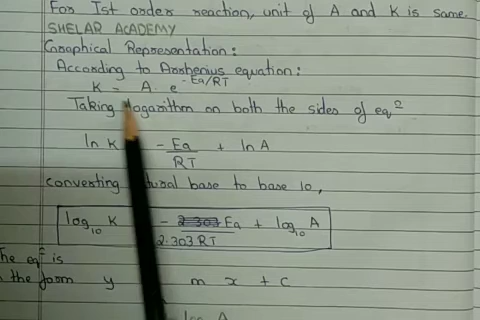 For Ist order reaction, unit of A and K is same.
SHELAR ACADEMY
Graphical Representation:
According to Arrhenius equation:
K = A. e^-Ea/RT
Taking logarithm on both the sides of eqⁿ
ln K - Ea/RT + ln A
converting natural base to base 10,
log₁₀ K - Ea/2.303 RT + log₁₀ A
The eqⁿ is
the form y m x + c